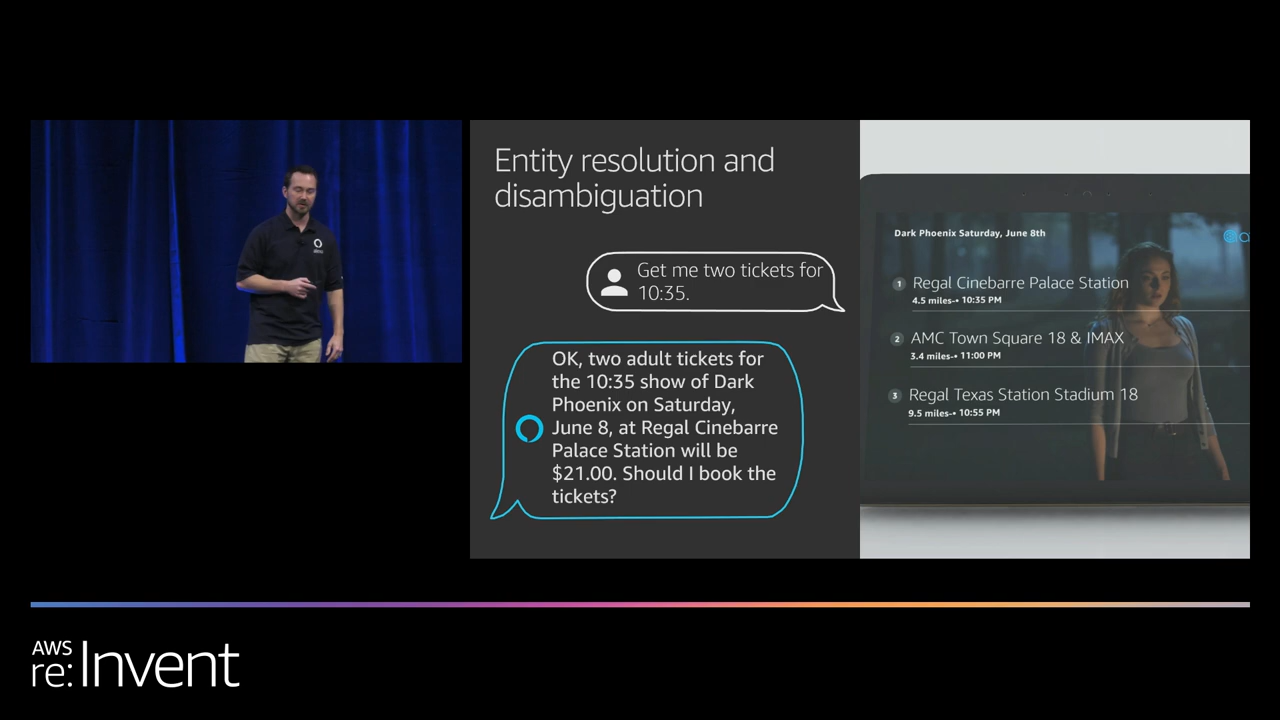 Entity resolution and
disambiguation
Get me two tickets for
10:35.
OK, two adult tickets for
the 10:35 show of Dark
Phoenix on Saturday,
June 8, at Regal Cinebarre
Palace Station will be
$21.00. Should I book the
tickets?
Dark Phoenix Saturday, June 8th
1 Regal Cinebarre Palace Station
4.5 miles-• 10:35 PM
2 AMC Town Square 18 & IMAX
3.4 miles-• 11:00 PM
3 Regal Texas Station Stadium 18
9.5 miles-• 10:55 PM
AWS
re:Invent